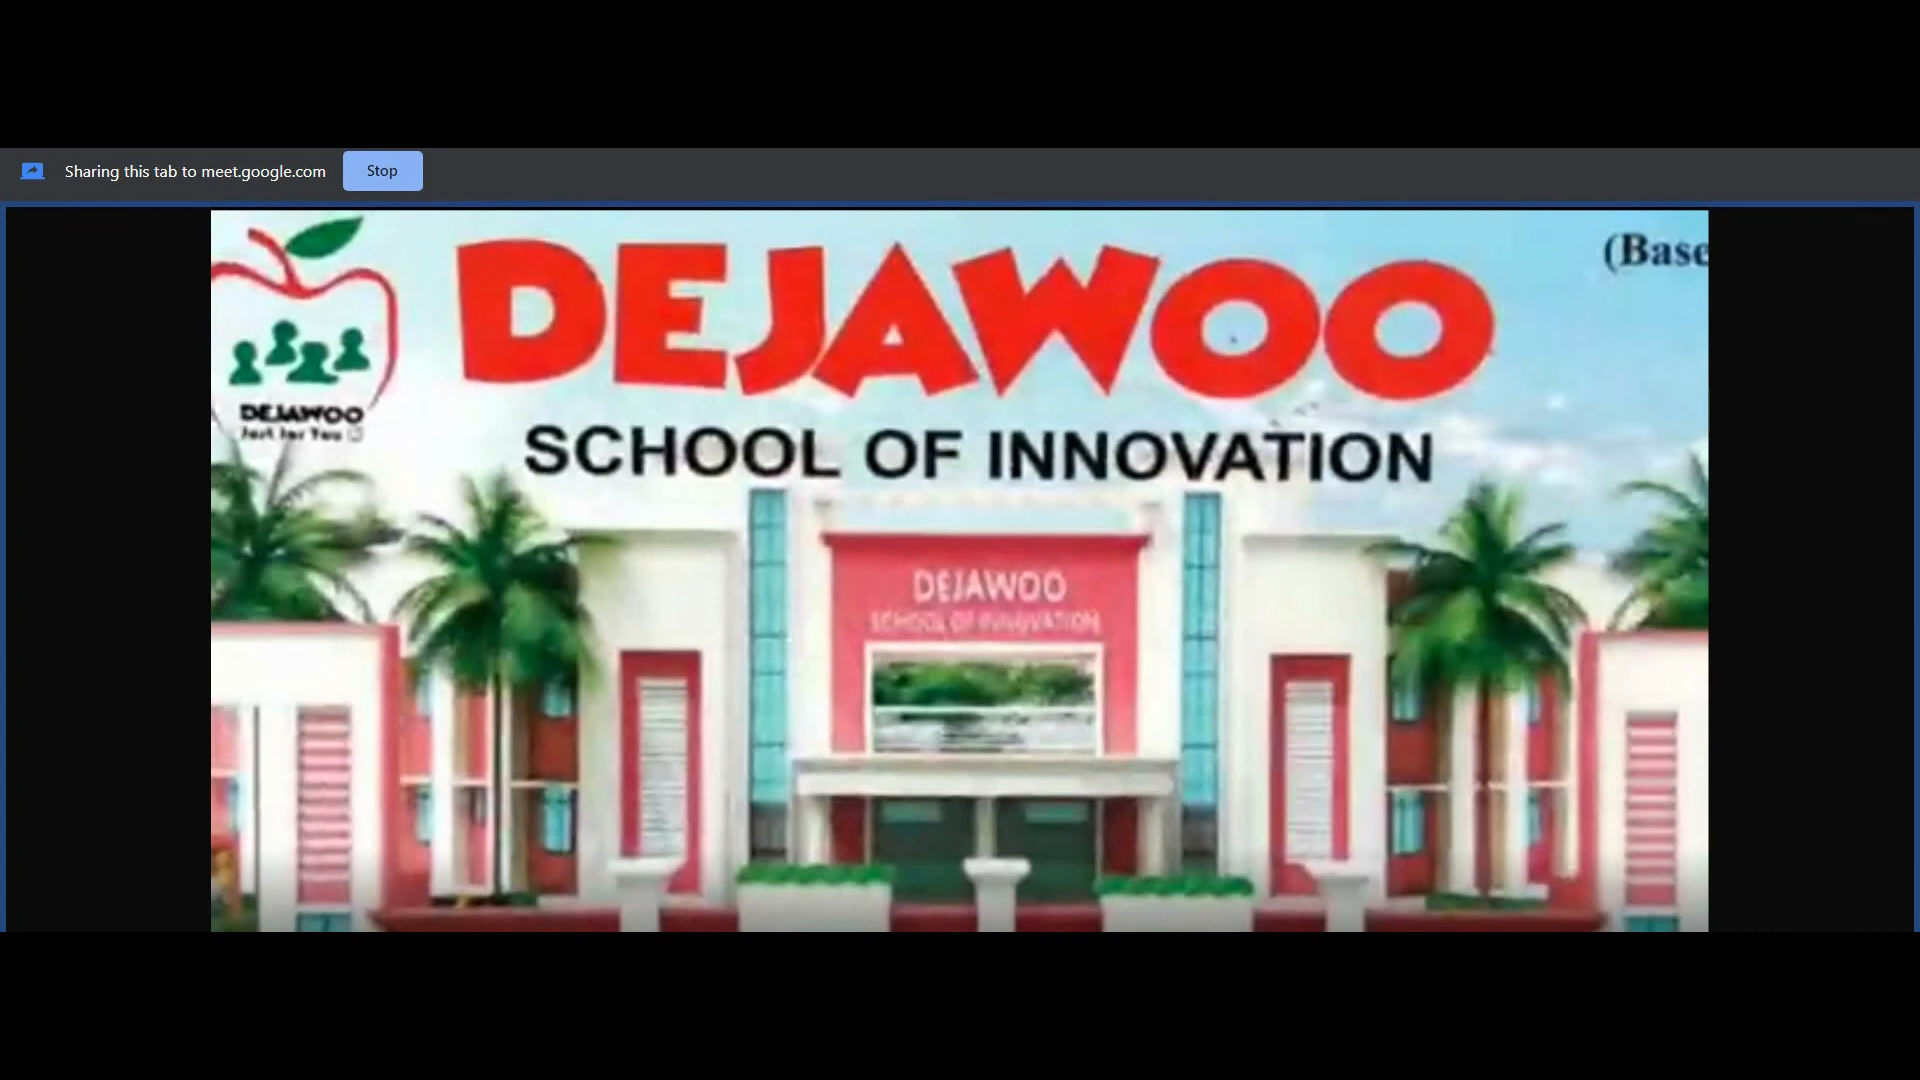 Sharing this tab to meet.google.com
Stop
(Base
DEJAWOO
SCHOOL OF INNOVATION
DEJAWOO
Just for You
DEJAWOO
SCHOOL OF INNOVATION